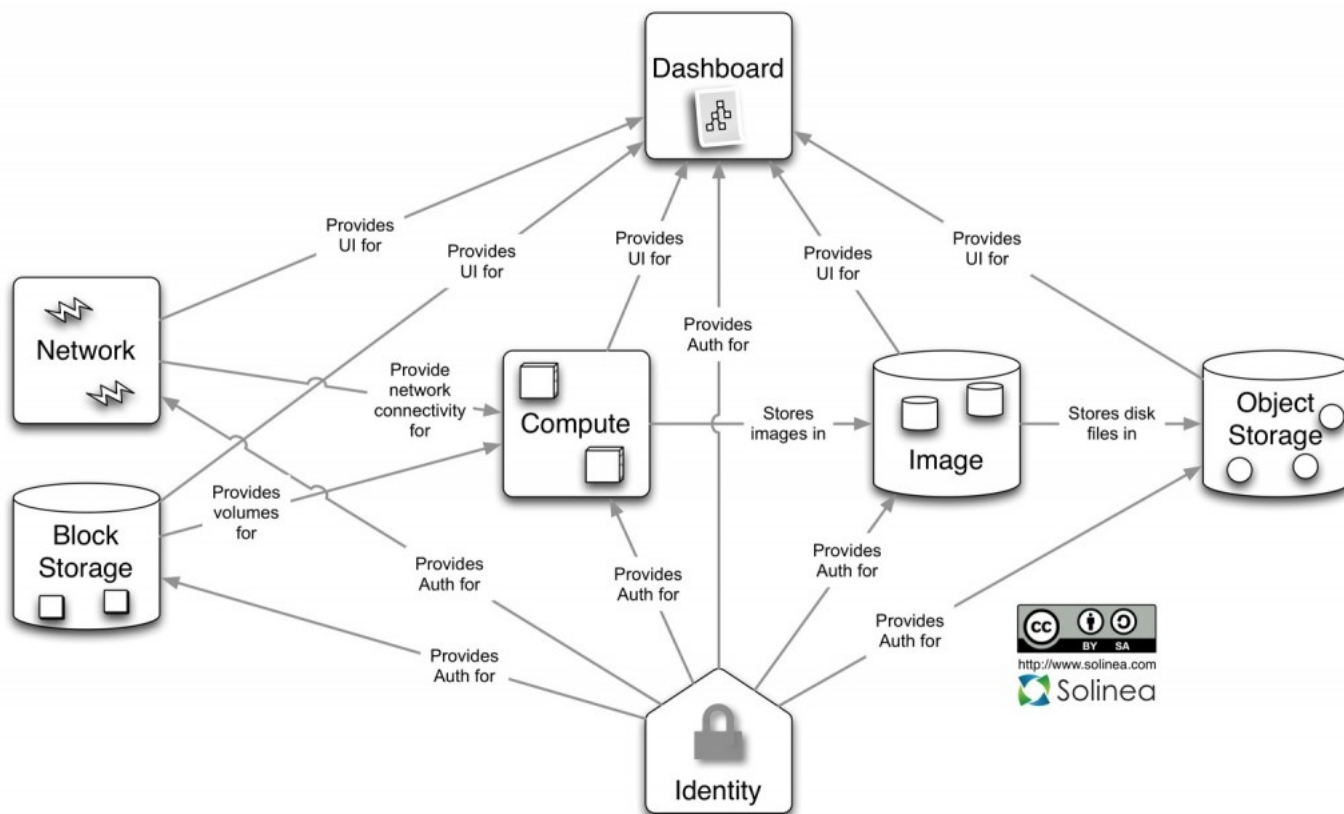 Dashboard
Provides
UI for
Provides
UI for
Provides
UI for
Provides
UI for
Provides
UI for
Network
Provides
Auth for
Provide
network
connectivity
for
Compute
Stores
images in
Image
Stores disk
files in
Object
Storage
Block
Storage
Provides
volumes
for
Provides
Auth for
Provides
Auth for
Provides
Auth for
Provides
Auth for
Provides
Auth for
Identity
cc
BY SA
http://www.solinea.com
Solinea